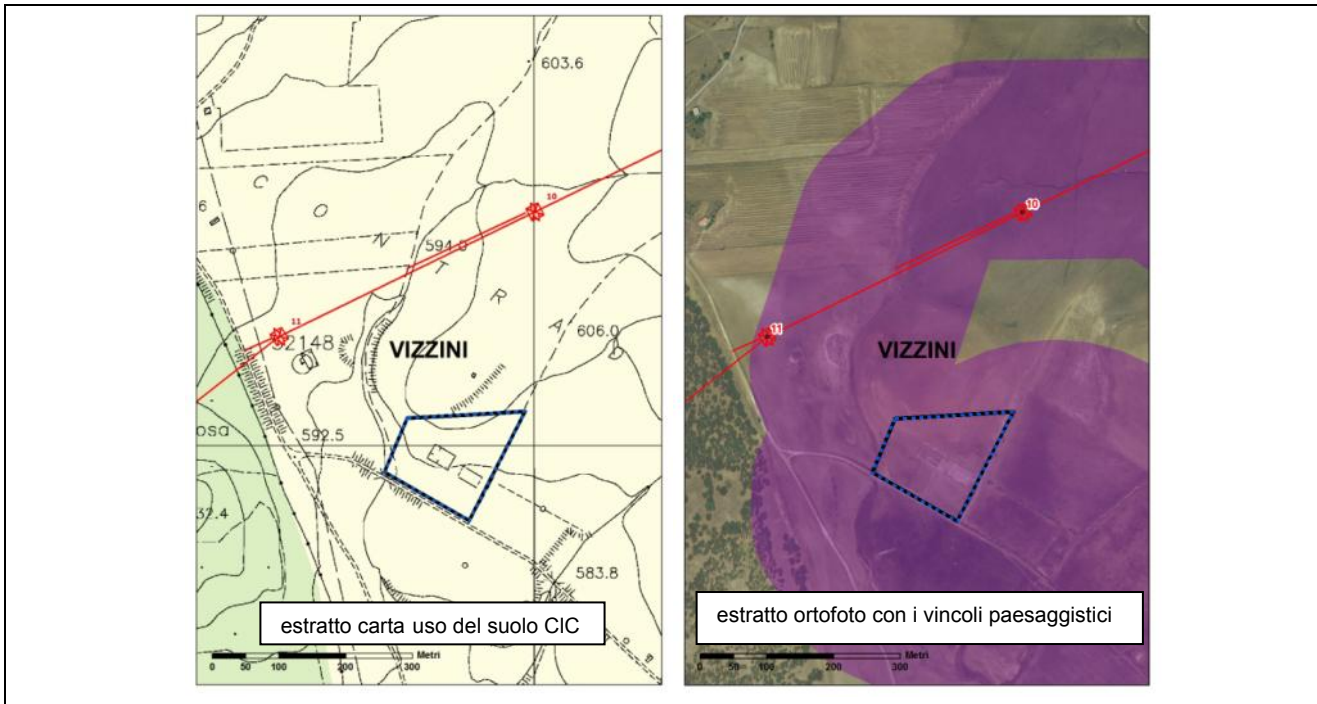 603.6
6
C
O
N
T
R
A
10
594.0
11
52148
VIZZINI
606.0
592.5
osa
32.4
583.8
estratto carta uso del suolo CIC
0 50 100 200 300 Metri
10
11
VIZZINI
estratto ortofoto con i vincoli paesaggistici
0 50 100 200 300 Metri